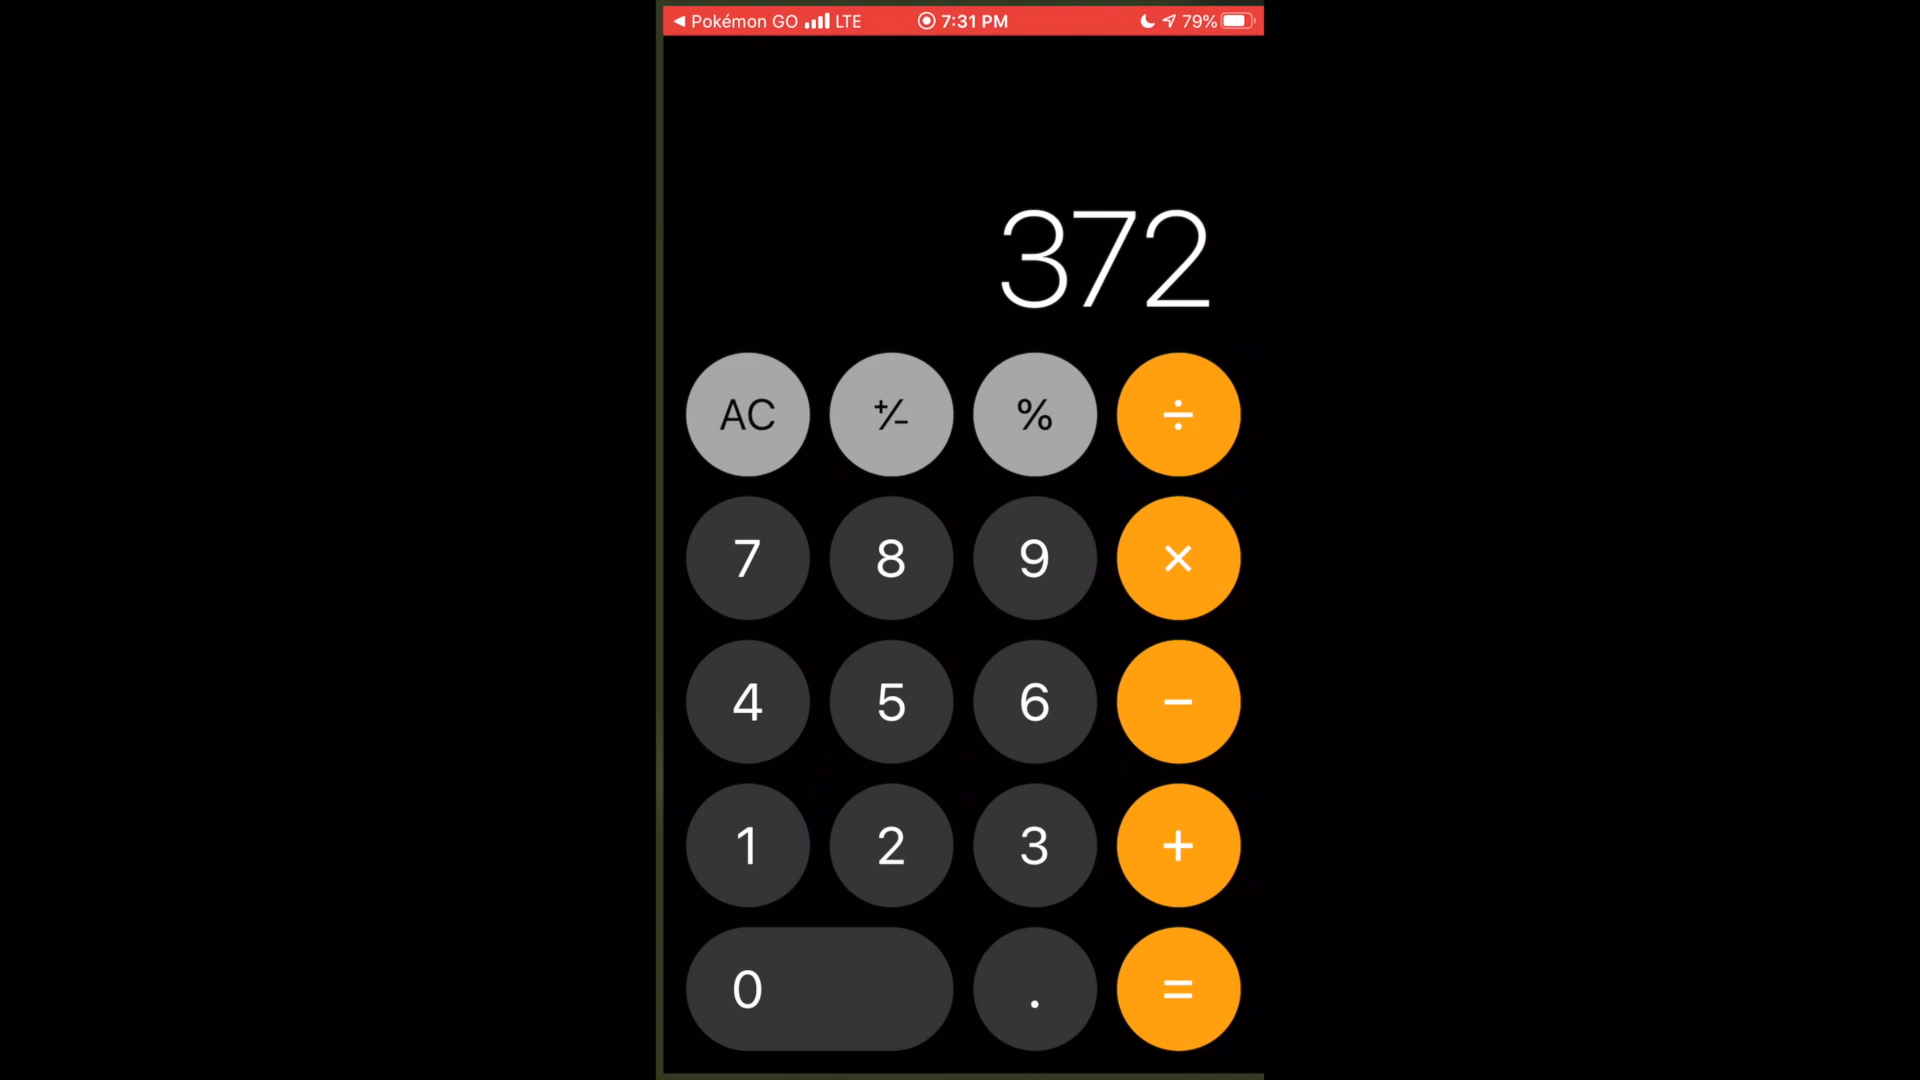 ◀ Pokémon GO LTE 7:31 PM 79%
372
AC +/- % ÷
7 8 9 ×
4 5 6 −
1 2 3 +
0 . =